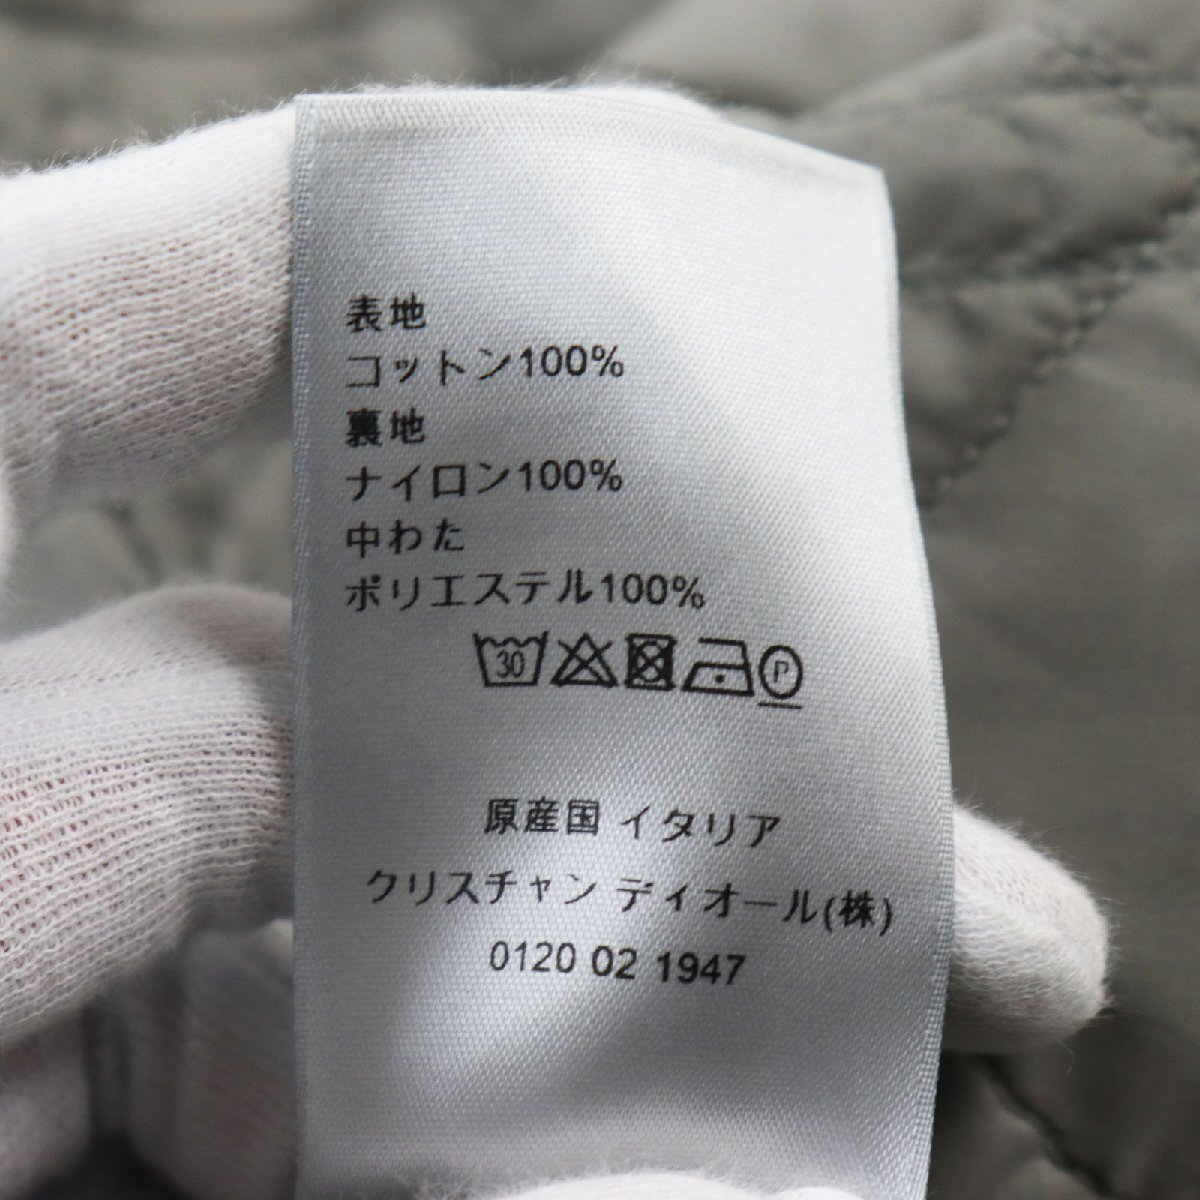 表地
コットン100%
裏地
ナイロン100%
中わた
ポリエステル100%
30 P
原産国 イタリア
クリスチャン ディオール(株)
0120 02 1947